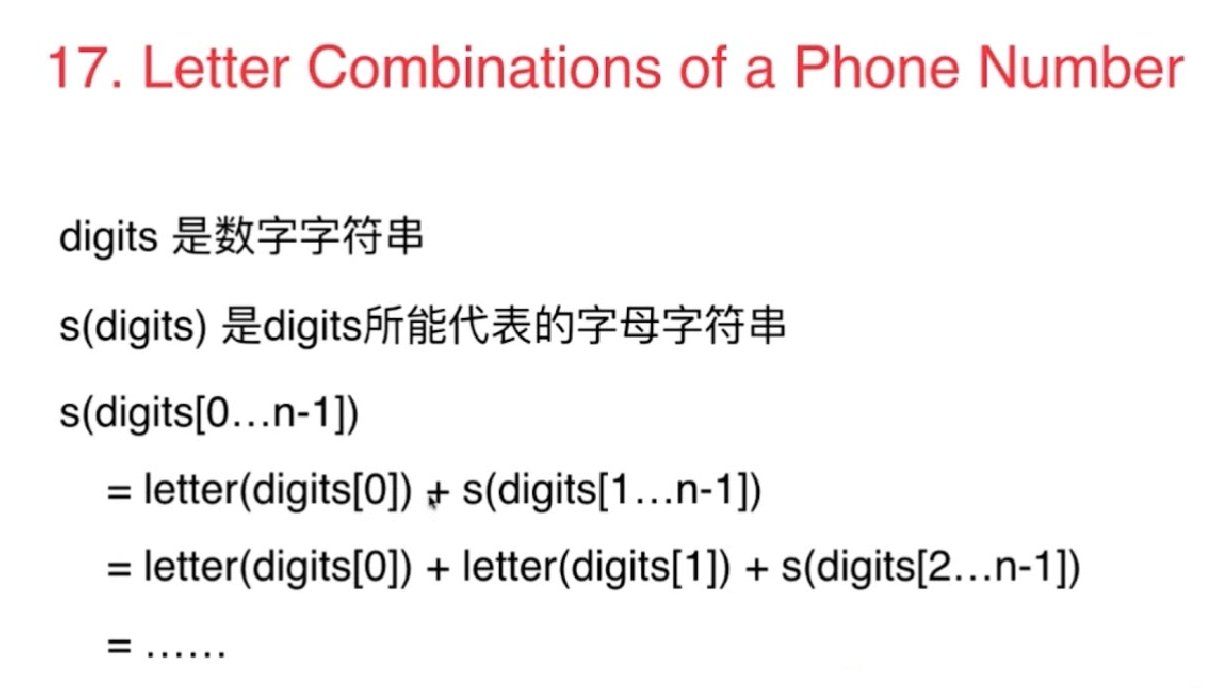 17. Letter Combinations of a Phone Number
digits 是数字字符串
s(digits) 是digits所能代表的字母字符串
s(digits[0...n-1])
= letter(digits[0]) + s(digits[1...n-1])
= letter(digits[0]) + letter(digits[1]) + s(digits[2...n-1])
= ......